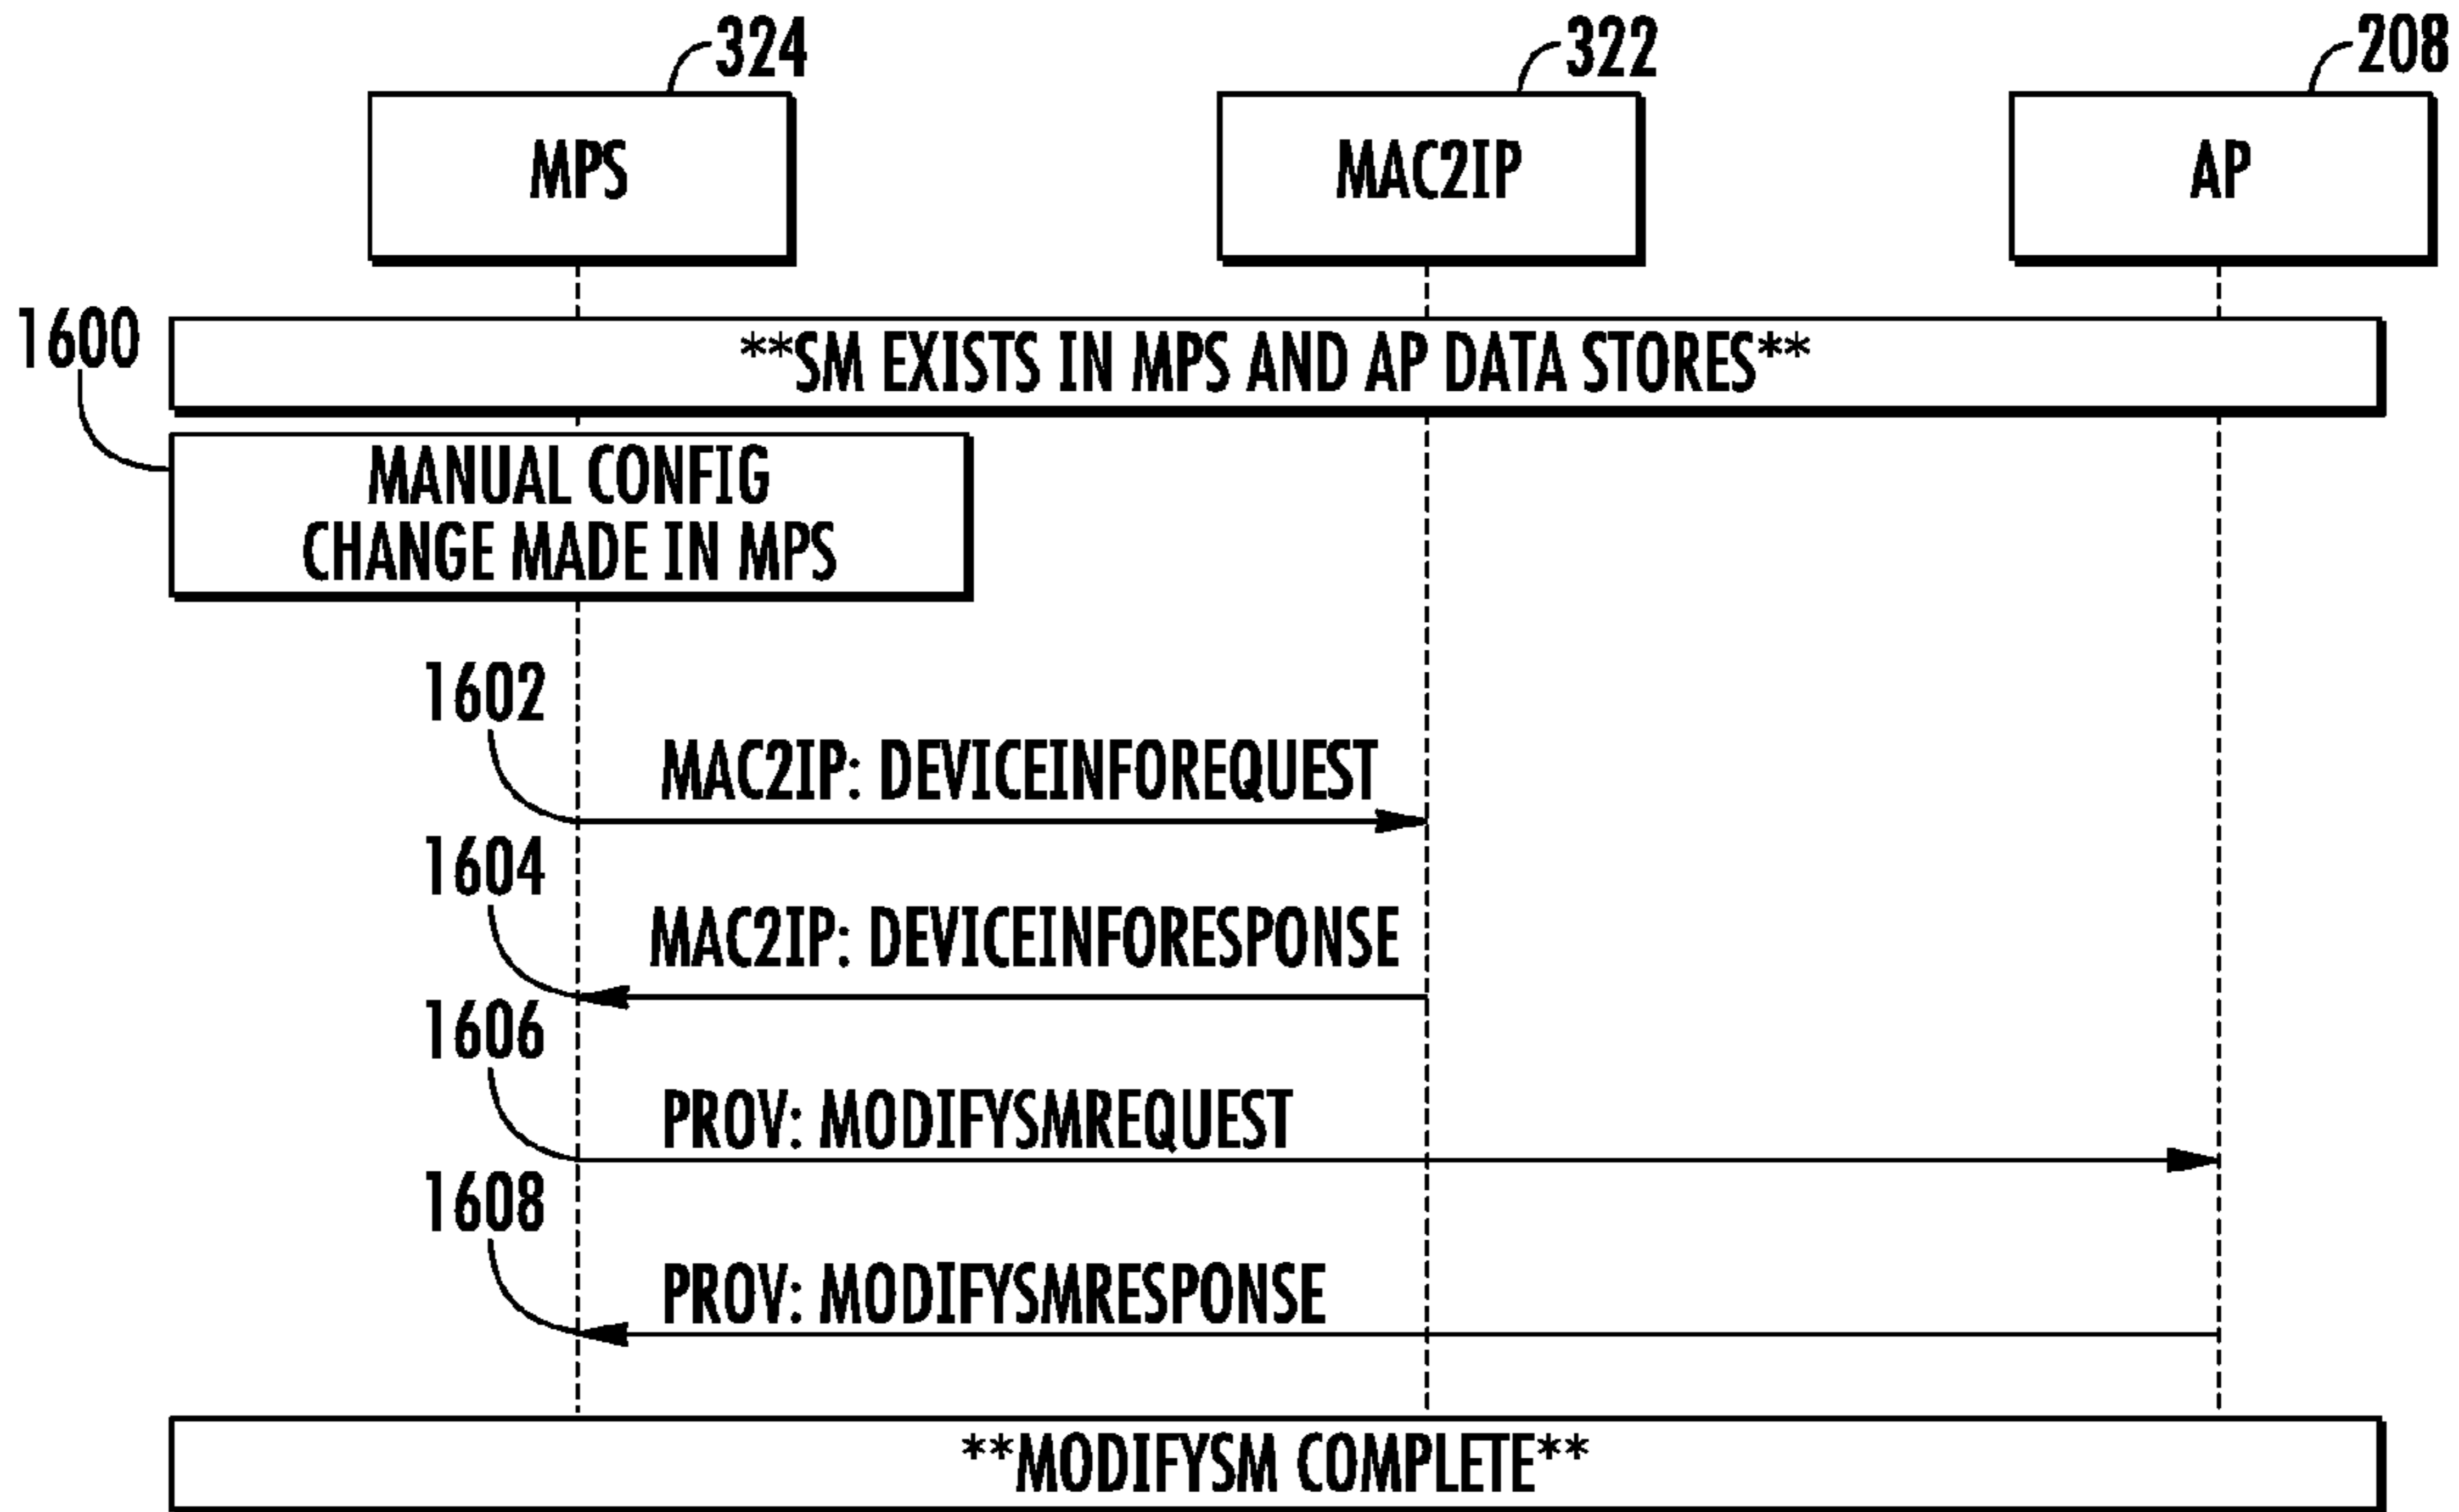 324
322
208
MPS
MAC2IP
AP
1600
**SM EXISTS IN MPS AND AP DATA STORES**
MANUAL CONFIG
CHANGE MADE IN MPS
1602
MAC2IP: DEVICEINFOREQUEST
1604
MAC2IP: DEVICEINFORESPONSE
1606
PROV: MODIFYSMREQUEST
1608
PROV: MODIFYSMRESPONSE
**MODIFYSM COMPLETE**